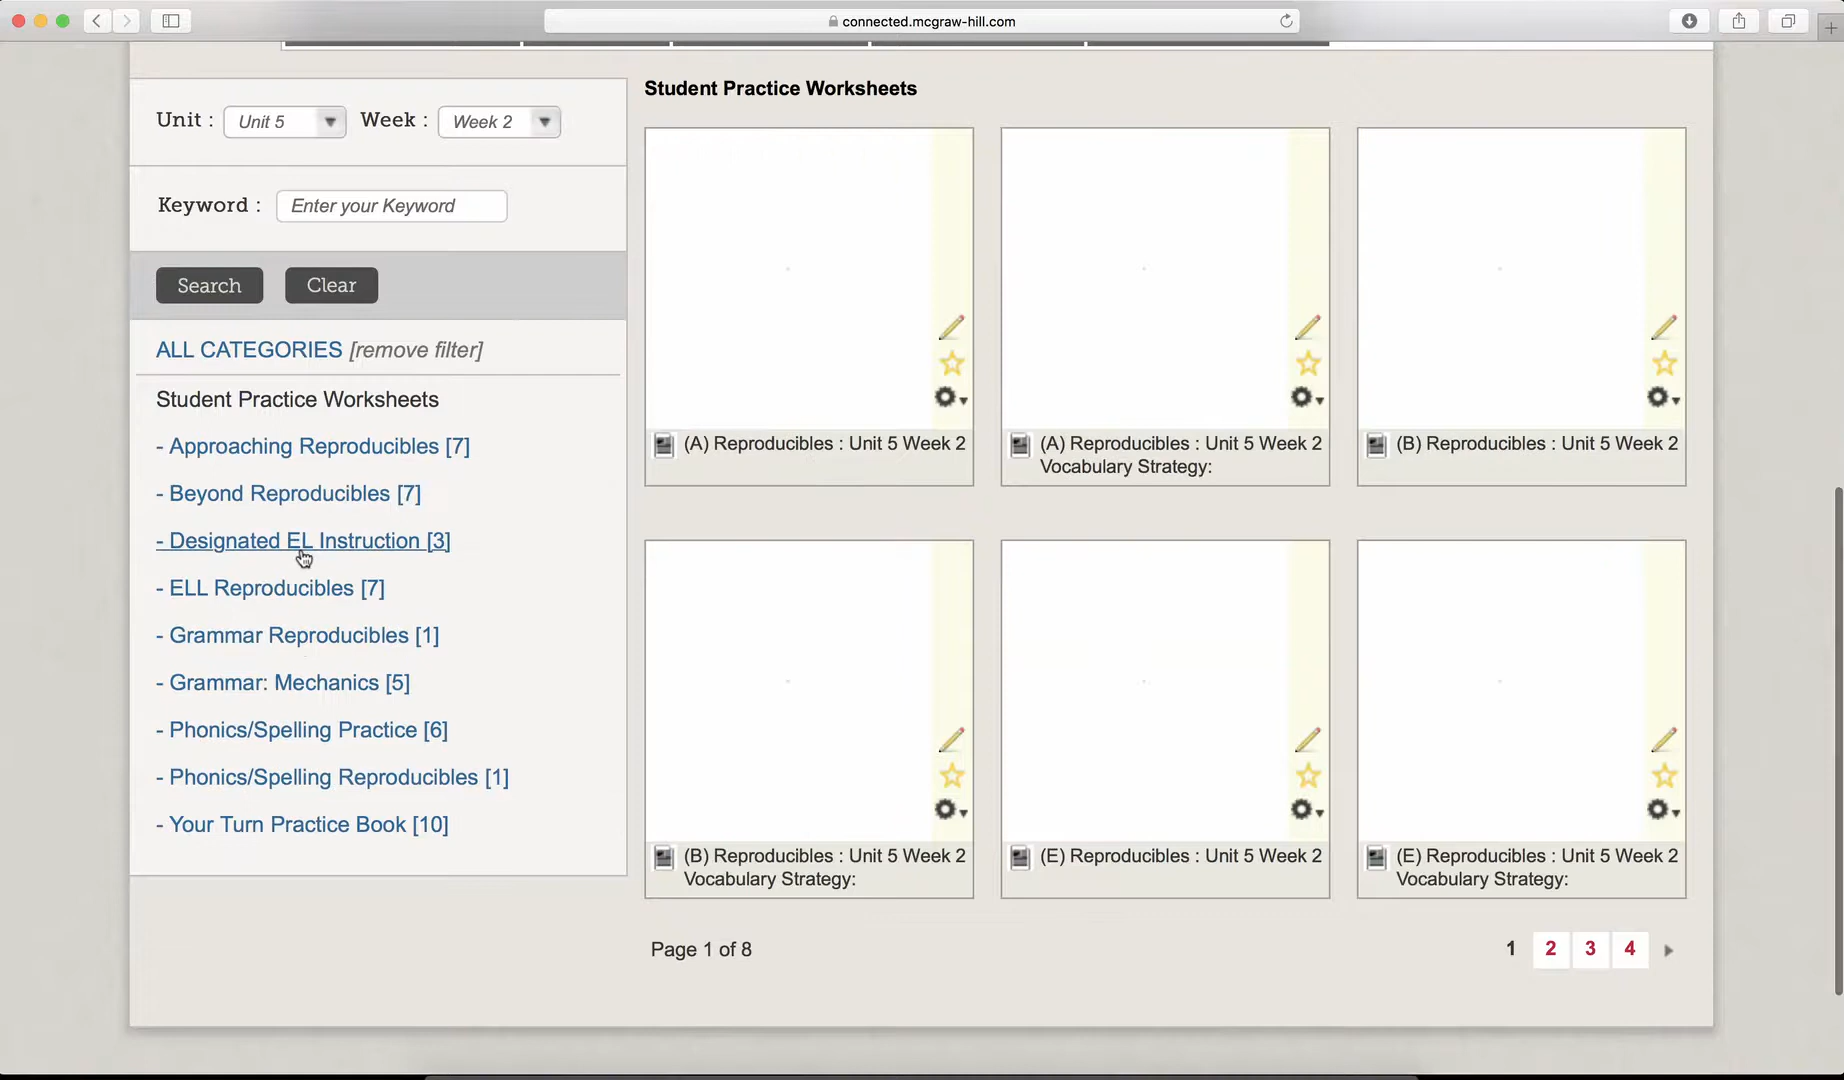 connected.mcgraw-hill.com
Unit : Unit 5 Week : Week 2
Keyword : Enter your Keyword
Search Clear
ALL CATEGORIES [remove filter]
Student Practice Worksheets
- Approaching Reproducibles [7]
- Beyond Reproducibles [7]
- Designated EL Instruction [3]
- ELL Reproducibles [7]
- Grammar Reproducibles [1]
- Grammar: Mechanics [5]
- Phonics/Spelling Practice [6]
- Phonics/Spelling Reproducibles [1]
- Your Turn Practice Book [10]
Student Practice Worksheets
(A) Reproducibles : Unit 5 Week 2
(A) Reproducibles : Unit 5 Week 2
Vocabulary Strategy:
(B) Reproducibles : Unit 5 Week 2
(B) Reproducibles : Unit 5 Week 2
Vocabulary Strategy:
(E) Reproducibles : Unit 5 Week 2
(E) Reproducibles : Unit 5 Week 2
Vocabulary Strategy:
Page 1 of 8
1 2 3 4